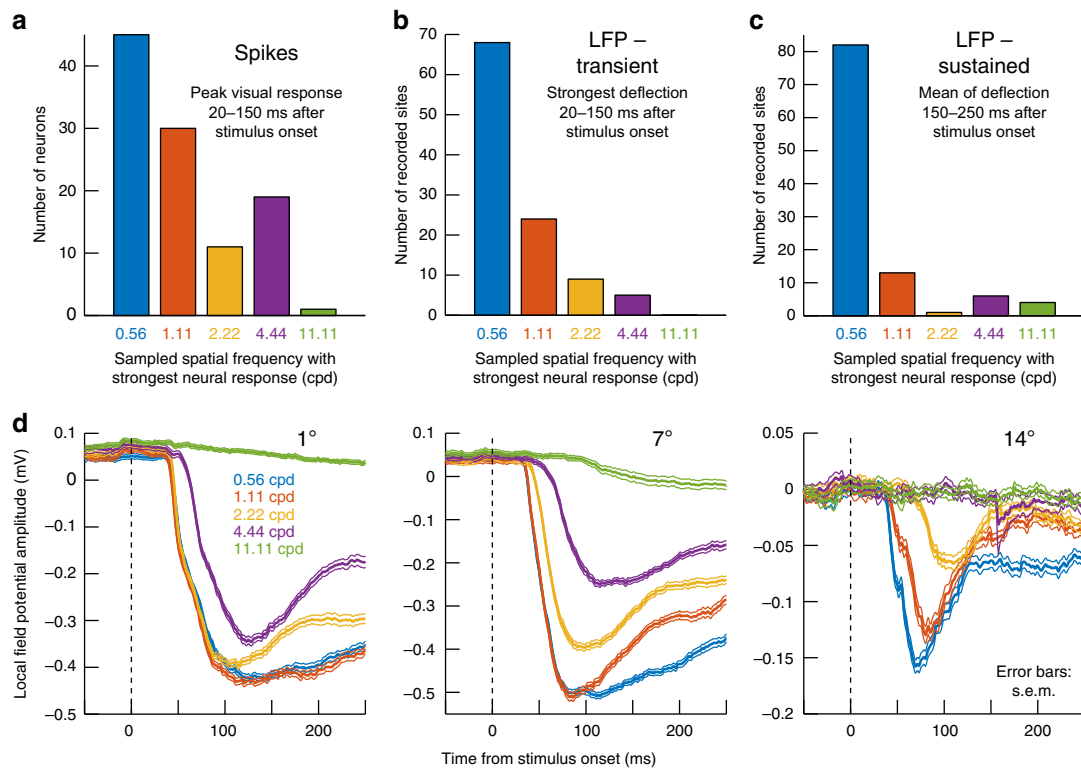 a
Spikes
Peak visual response
20–150 ms after
stimulus onset
Number of neurons
40
30
20
10
0
0.56 1.11 2.22 4.44 11.11
Sampled spatial frequency with
strongest neural response (cpd)
b
LFP –
transient
Strongest deflection
20–150 ms after
stimulus onset
Number of recorded sites
70
60
50
40
30
20
10
0
0.56 1.11 2.22 4.44 11.11
Sampled spatial frequency with
strongest neural response (cpd)
c
LFP –
sustained
Mean of deflection
150–250 ms after
stimulus onset
Number of recorded sites
80
70
60
50
40
30
20
10
0
0.56 1.11 2.22 4.44 11.11
Sampled spatial frequency with
strongest neural response (cpd)
d
Local field potential amplitude (mV)
1°
0.1
0
–0.1
–0.2
–0.3
–0.4
–0.5
0.56 cpd
1.11 cpd
2.22 cpd
4.44 cpd
11.11 cpd
0 100 200
7°
0.1
0
–0.1
–0.2
–0.3
–0.4
–0.5
0 100 200
14°
0.05
0
–0.05
–0.10
–0.15
–0.2
Error bars:
s.e.m.
0 100 200
Time from stimulus onset (ms)